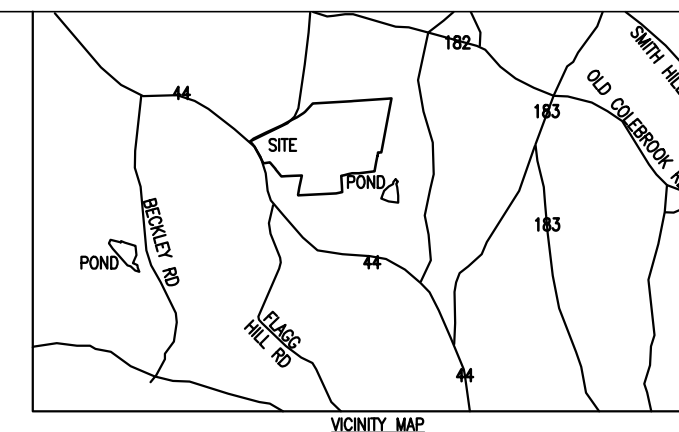 182
SMITH HILL
44
OLD COLEBROOK R
183
SITE
POND
BECKLEY RD
183
POND
44
FLAGG
HILL RD
44
VICINITY MAP